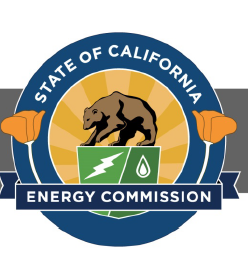 STATE OF CALIFORNIA
ENERGY COMMISSION